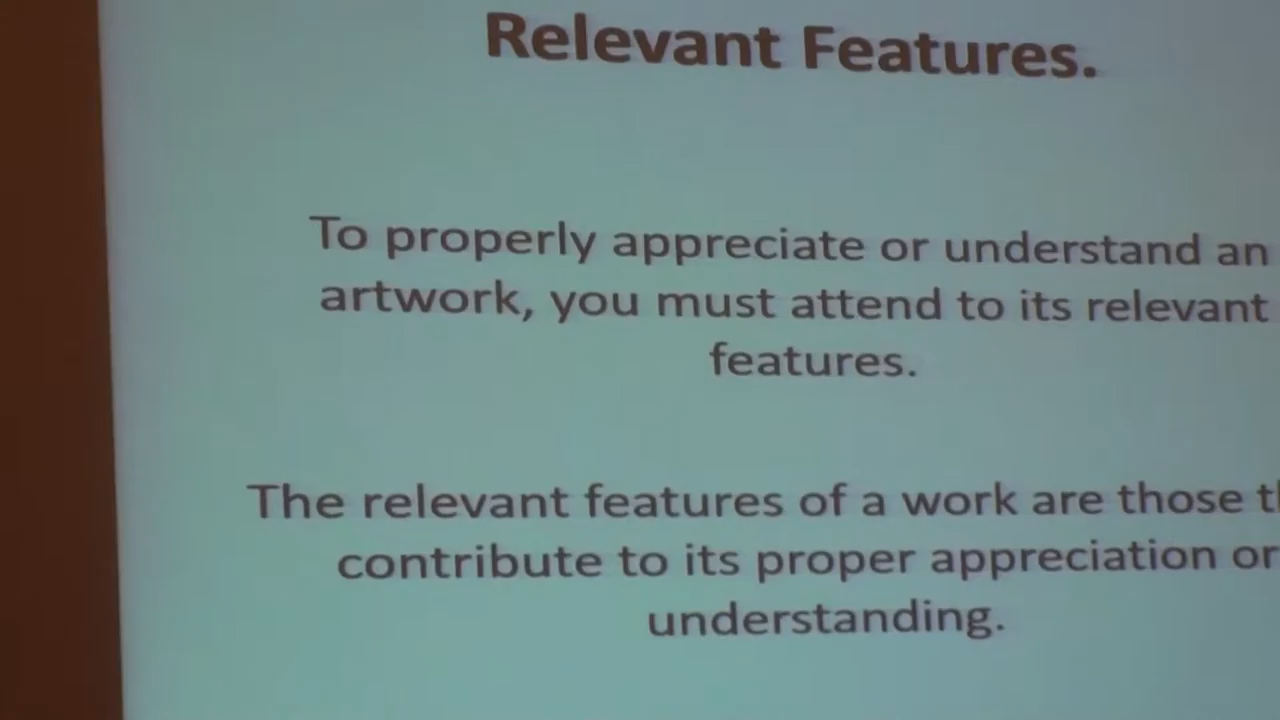 Relevant Features.
To properly appreciate or understand an
artwork, you must attend to its relevant
features.
The relevant features of a work are those
contribute to its proper appreciation or
understanding.